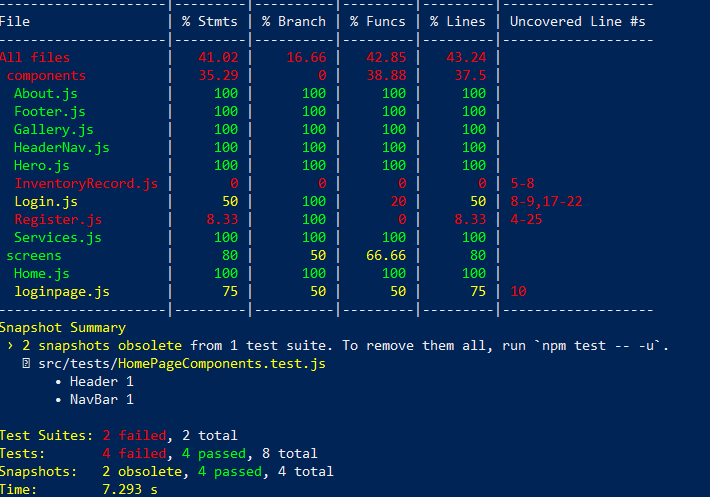 --------------------|---------|----------|---------|---------|-------------------
File                | % Stmts | % Branch | % Funcs | % Lines | Uncovered Line #s
--------------------|---------|----------|---------|---------|-------------------
All files           |   41.02 |    16.66 |   42.85 |   43.24 |
 components         |   35.29 |        0 |   38.88 |    37.5 |
  About.js          |     100 |      100 |     100 |     100 |
  Footer.js         |     100 |      100 |     100 |     100 |
  Gallery.js        |     100 |      100 |     100 |     100 |
  HeaderNav.js      |     100 |      100 |     100 |     100 |
  Hero.js           |     100 |      100 |     100 |     100 |
  InventoryRecord.js |       0 |        0 |       0 |       0 | 5-8
  Login.js          |      50 |      100 |      20 |      50 | 8-9,17-22
  Register.js       |    8.33 |      100 |       0 |    8.33 | 4-25
  Services.js       |     100 |      100 |     100 |     100 |
 screens            |      80 |       50 |   66.66 |      80 |
  Home.js           |     100 |      100 |     100 |     100 |
  loginpage.js      |      75 |       50 |      50 |      75 | 10
--------------------|---------|----------|---------|---------|-------------------
Snapshot Summary
 › 2 snapshots obsolete from 1 test suite. To remove them all, run `npm test -- -u`.
   src/tests/HomePageComponents.test.js
       • Header 1
       • NavBar 1
Test Suites: 2 failed, 2 total
Tests:       4 failed, 4 passed, 8 total
Snapshots:   2 obsolete, 4 passed, 4 total
Time:        7.293 s